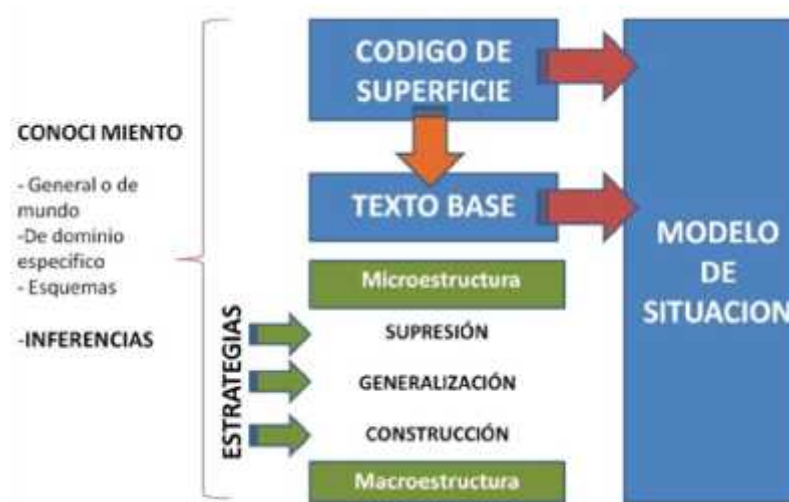 CONOCI MIENTO
- General o de
mundo
-De dominio
específico
- Esquemas
-INFERENCIAS
ESTRATEGIAS
CODIGO DE
SUPERFICIE
TEXTO BASE
Microestructura
SUPRESIÓN
GENERALIZACIÓN
CONSTRUCCIÓN
Macroestructura
MODELO
DE
SITUACION